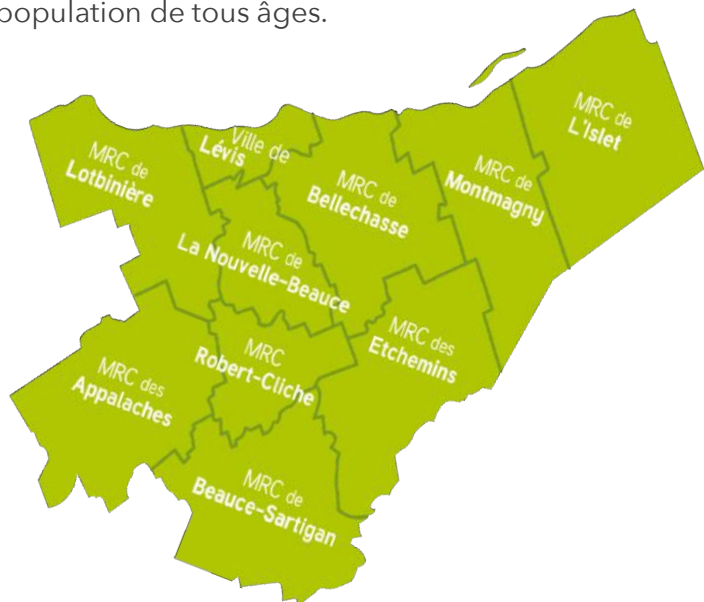 population de tous âges.
MRC de
L'Islet
Ville de
Lévis
MRC de
Lotbinière
MRC de
Montmagny
MRC de
Bellechasse
MRC de
La Nouvelle-Beauce
MRC des
Etchemins
MRC
Robert-Cliche
MRC des
Appalaches
MRC de
Beauce-Sartigan